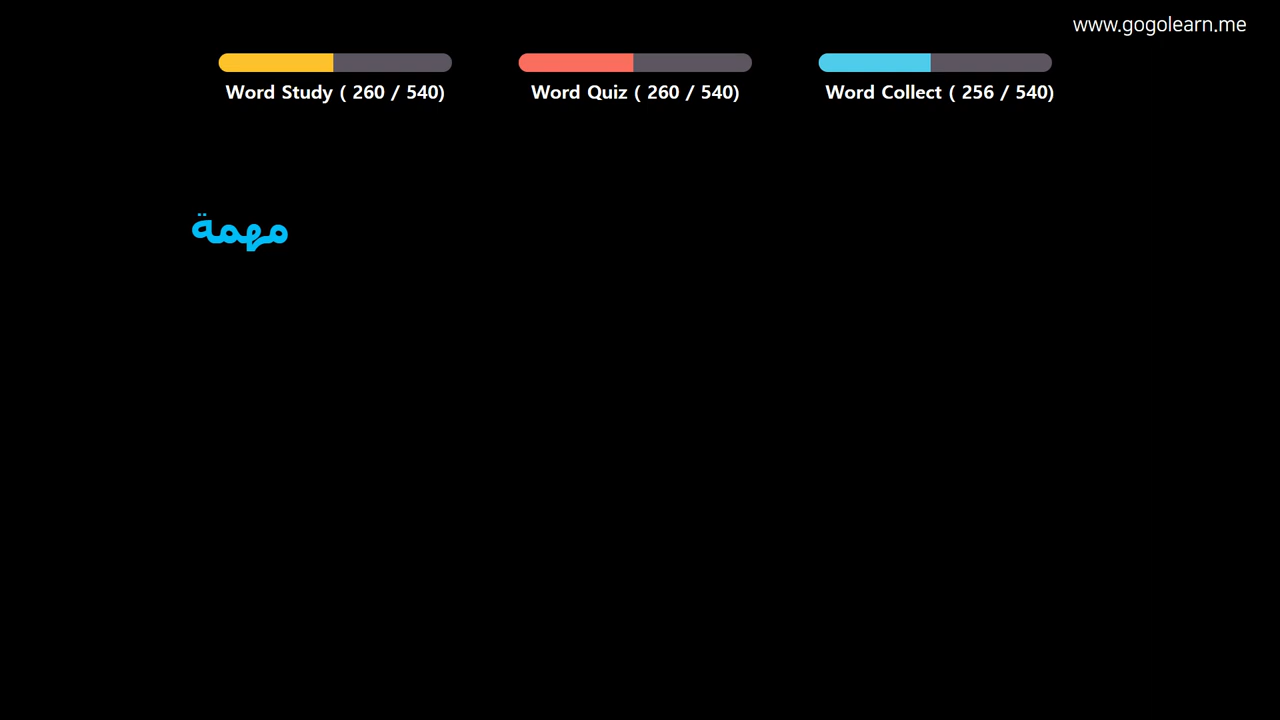 www.gogolearn.me
Word Study ( 260 / 540)
Word Quiz ( 260 / 540)
Word Collect ( 256 / 540)
مهمة